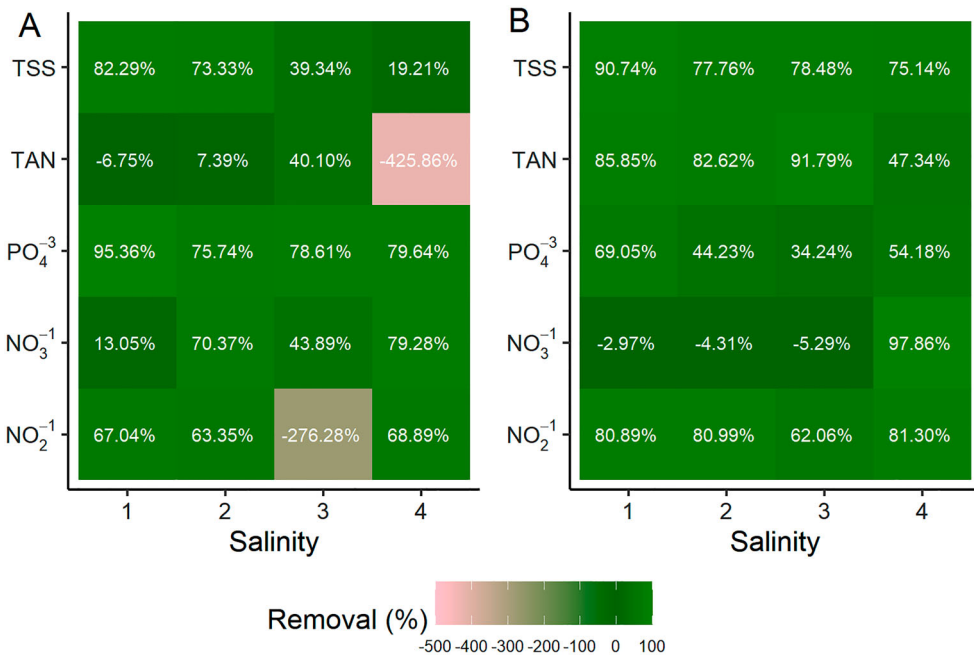 A
TSS 82.29% 73.33% 39.34% 19.21%
TAN -6.75% 7.39% 40.10% -425.86%
PO₄⁻³ 95.36% 75.74% 78.61% 79.64%
NO₃⁻¹ 13.05% 70.37% 43.89% 79.28%
NO₂⁻¹ 67.04% 63.35% -276.28% 68.89%
1 2 3 4
Salinity
B
TSS 90.74% 77.76% 78.48% 75.14%
TAN 85.85% 82.62% 91.79% 47.34%
PO₄⁻³ 69.05% 44.23% 34.24% 54.18%
NO₃⁻¹ -2.97% -4.31% -5.29% 97.86%
NO₂⁻¹ 80.89% 80.99% 62.06% 81.30%
1 2 3 4
Salinity
Removal (%)
-500 -400 -300 -200 -100 0 100